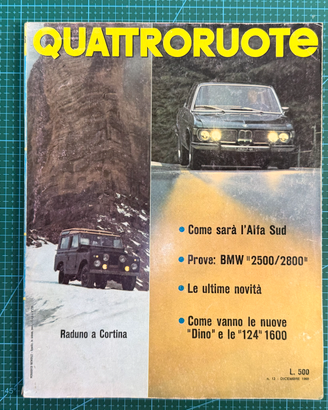 QUATTRORUOTE
Come sarà l'Alfa Sud
Prove: BMW "2500/2800"
Le ultime novità
Come vanno le nuove
"Dino" e le "124" 1600
Raduno a Cortina
L. 500
DICEMBRE